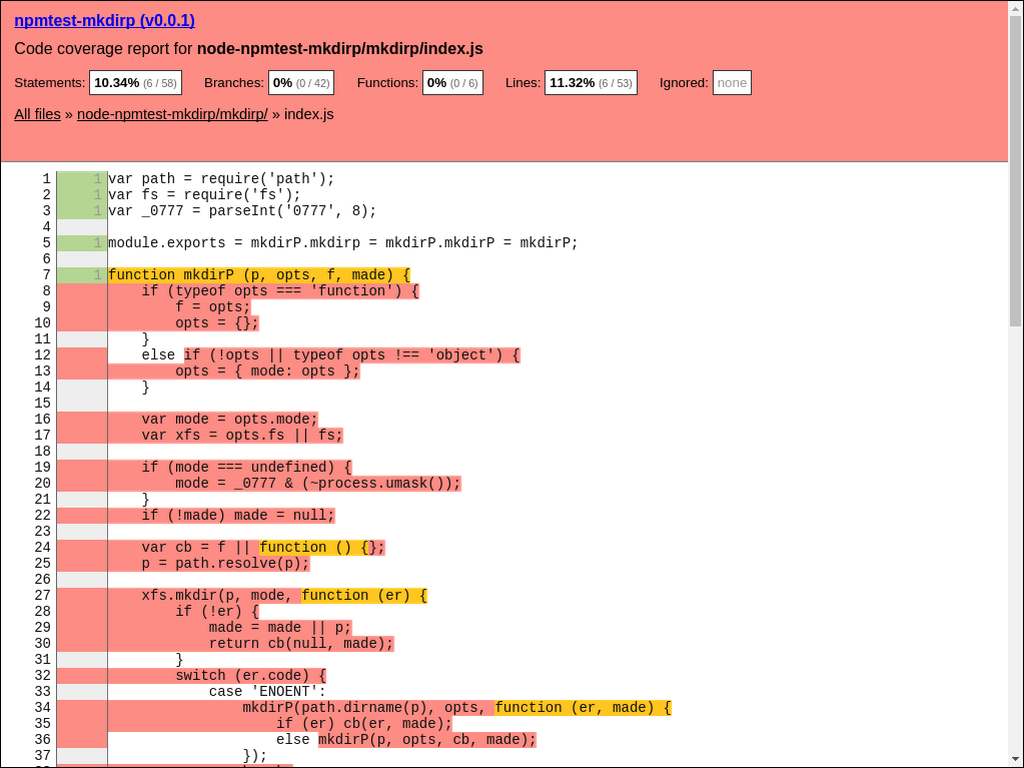 npmtest-mkdirp (v0.0.1)
Code coverage report for node-npmtest-mkdirp/mkdirp/index.js
Statements: 10.34% (6 / 58) Branches: 0% (0 / 42) Functions: 0% (0 / 6) Lines: 11.32% (6 / 53) Ignored: none
All files » node-npmtest-mkdirp/mkdirp/ » index.js
1 1 var path = require('path');
2 1 var fs = require('fs');
3 1 var _0777 = parseInt('0777', 8);
4
5 1 module.exports = mkdirP.mkdirp = mkdirP.mkdirP = mkdirP;
6
7 1 function mkdirP (p, opts, f, made) {
8     if (typeof opts === 'function') {
9         f = opts;
10         opts = {};
11     }
12     else if (!opts || typeof opts !== 'object') {
13         opts = { mode: opts };
14     }
15
16     var mode = opts.mode;
17     var xfs = opts.fs || fs;
18
19     if (mode === undefined) {
20         mode = _0777 & (~process.umask());
21     }
22     if (!made) made = null;
23
24     var cb = f || function () {};
25     p = path.resolve(p);
26
27     xfs.mkdir(p, mode, function (er) {
28         if (!er) {
29             made = made || p;
30             return cb(null, made);
31         }
32         switch (er.code) {
33             case 'ENOENT':
34                 mkdirP(path.dirname(p), opts, function (er, made) {
35                     if (er) cb(er, made);
36                     else mkdirP(p, opts, cb, made);
37                 });